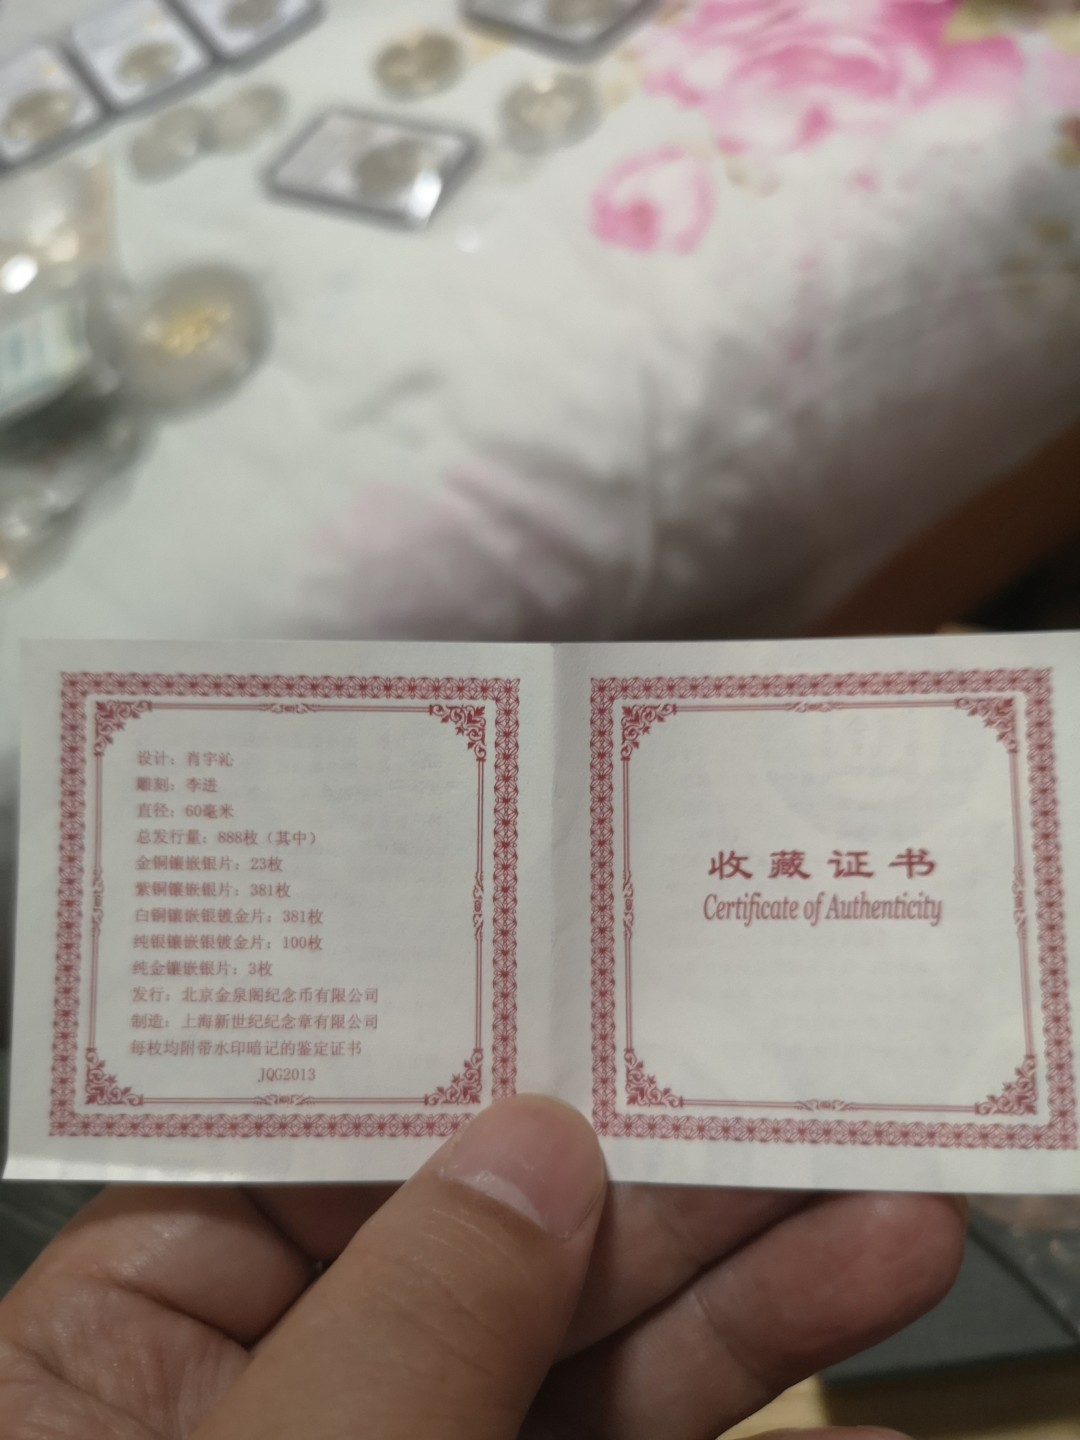 设计：肖宇沁
雕刻：李进
直径：60毫米
总发行量：888枚（其中）
金铜镶嵌银片：23枚
紫铜镶嵌银片：381枚
白铜镶嵌银镀金片：381枚
纯银镶嵌银镀金片：100枚
纯金镶嵌银片：3枚
发行：北京金泉阁纪念币有限公司
制造：上海新世纪纪念章有限公司
每枚均附带水印暗记的鉴定证书
JQG2013
收藏证书
Certificate of Authenticity